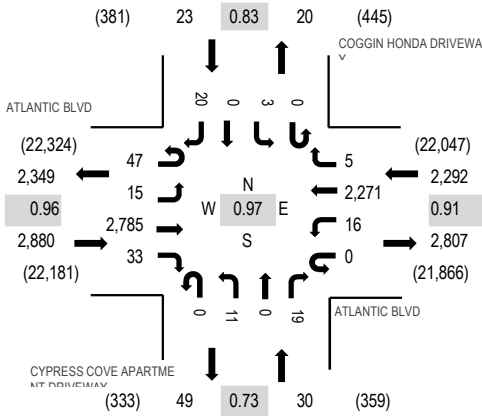 (381) 23 0.83 20 (445)
COGGIN HONDA DRIVEWA
Y
20 0 3 0
ATLANTIC BLVD
(22,324) (22,047)
47 5
2,349 2,292
15 N 2,271
0.96 W 0.97 E 0.91
2,785 16
2,880 S 2,807
33 0
(22,181) (21,866)
0 11 0 19
ATLANTIC BLVD
CYPRESS COVE APARTME
NT DRIVEWAY
(333) 49 0.73 30 (359)